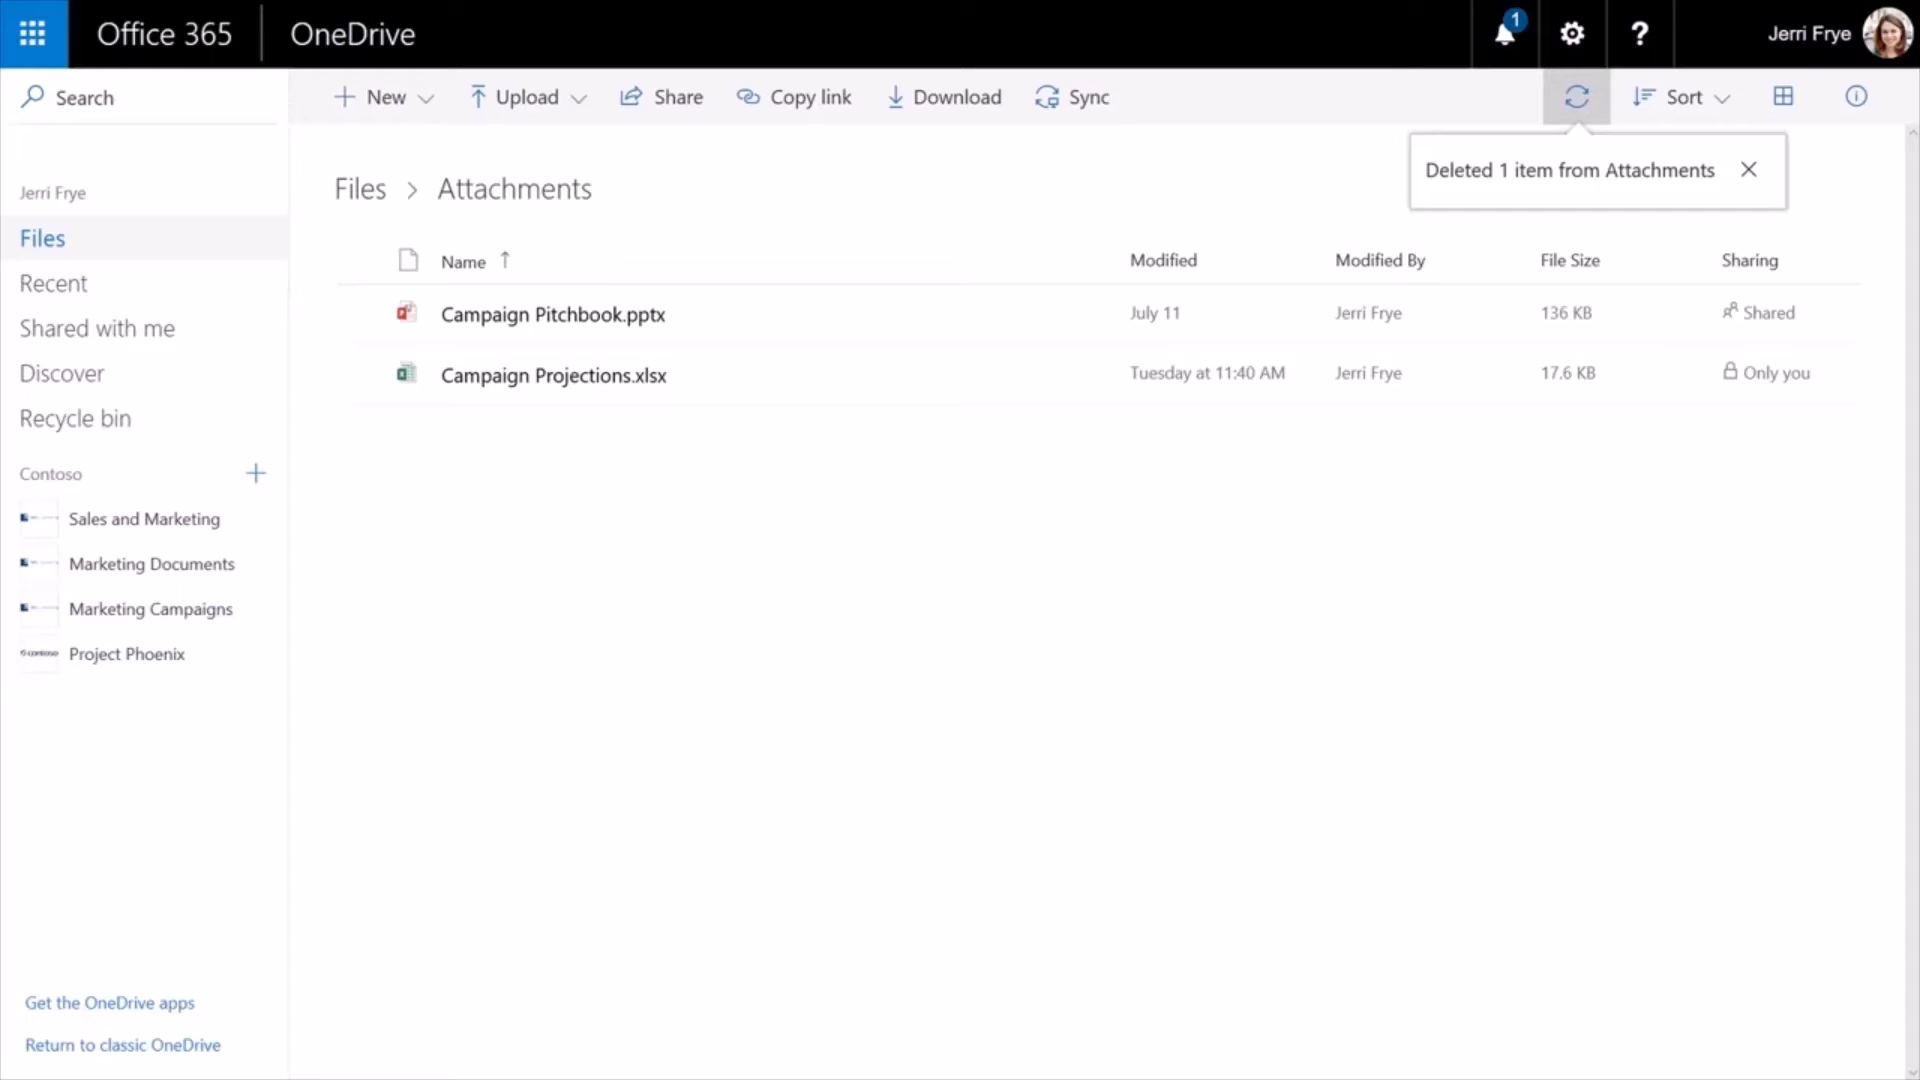 Office 365
OneDrive
1
?
Jerri Frye
Search
New
Upload
Share
Copy link
Download
Sync
Sort
Deleted 1 item from Attachments
Jerri Frye
Files
Recent
Shared with me
Discover
Recycle bin
Contoso
Sales and Marketing
Marketing Documents
Marketing Campaigns
contoso Project Phoenix
Get the OneDrive apps
Return to classic OneDrive
Files > Attachments
Name Modified Modified By File Size Sharing
Campaign Pitchbook.pptx July 11 Jerri Frye 136 KB Shared
Campaign Projections.xlsx Tuesday at 11:40 AM Jerri Frye 17.6 KB Only you